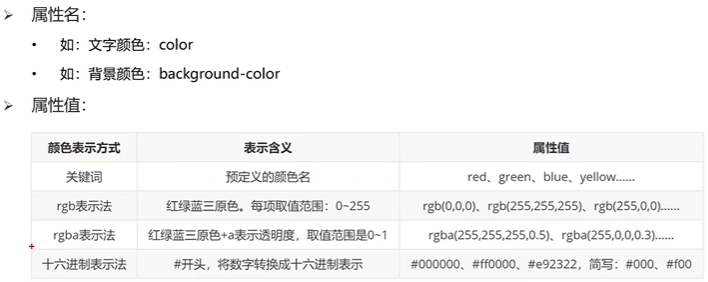 属性名：
如：文字颜色：color
如：背景颜色：background-color
属性值：
颜色表示方式 表示含义 属性值
关键词 预定义的颜色名 red、green、blue、yellow……
rgb表示法 红绿蓝三原色。每项取值范围：0~255 rgb(0,0,0)、rgb(255,255,255)、rgb(255,0,0)……
rgba表示法 红绿蓝三原色+a表示透明度，取值范围是0~1 rgba(255,255,255,0.5)、rgba(255,0,0,0.3)……
十六进制表示法 #开头，将数字转换成十六进制表示 #000000、#ff0000、#e92322，简写：#000、#f00